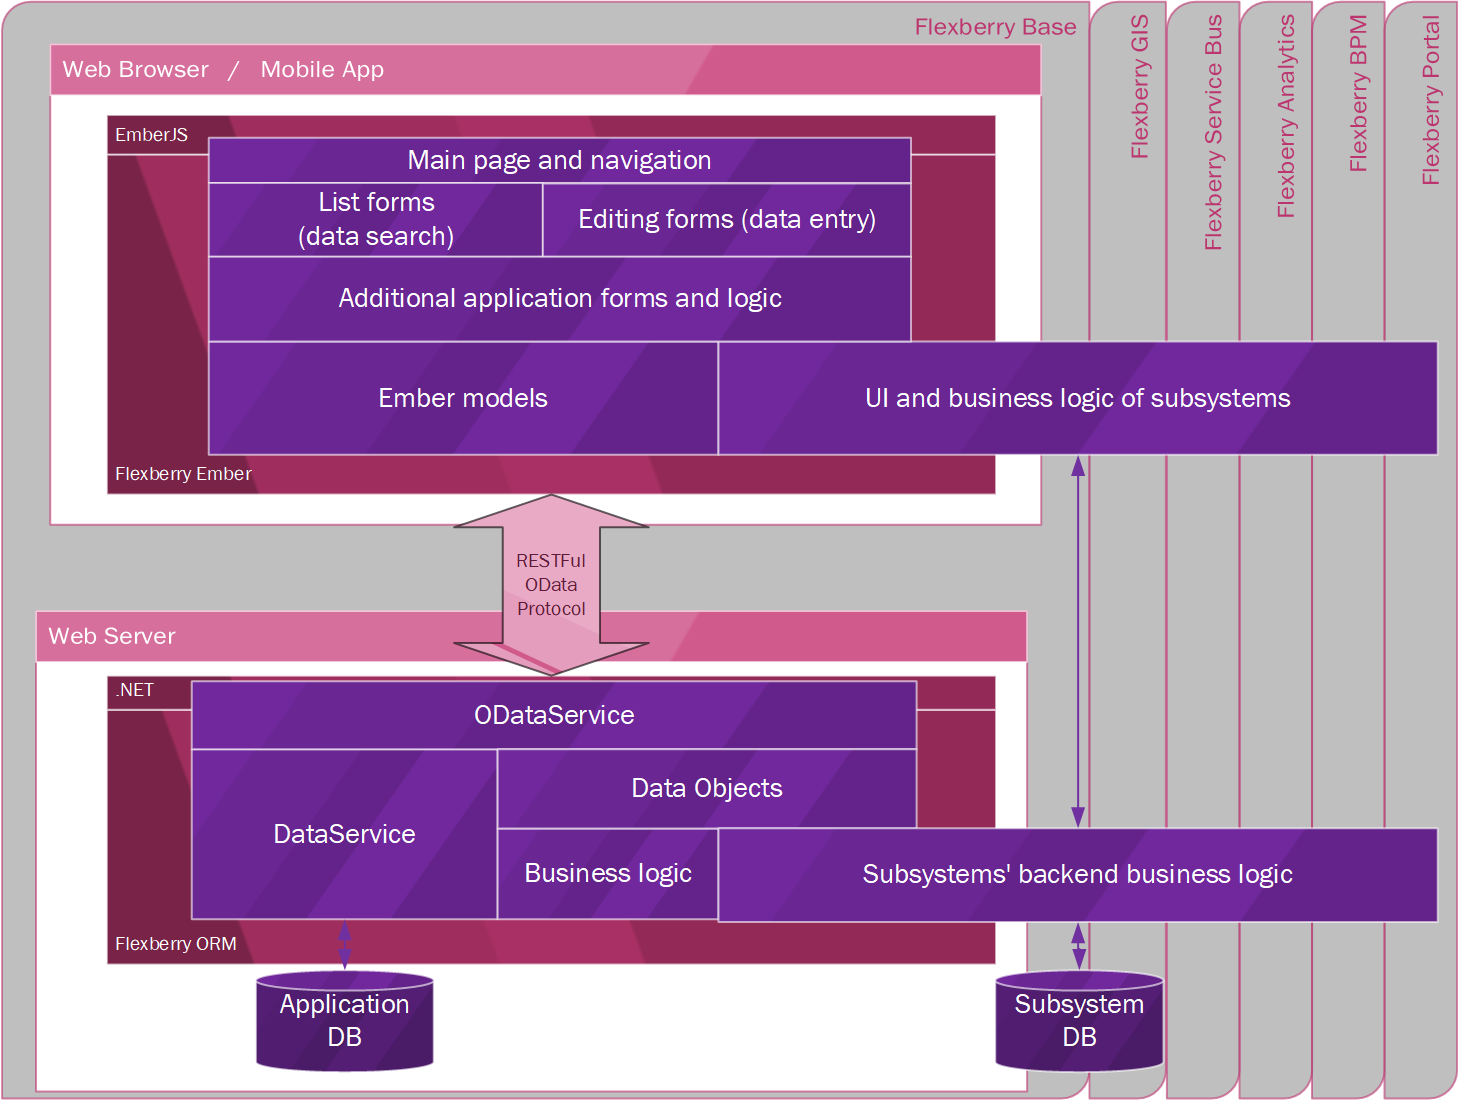 Flexberry Base
Flexberry GIS
Flexberry Service Bus
Flexberry Analytics
Flexberry BPM
Flexberry Portal
Web Browser / Mobile App
EmberJS
Main page and navigation
List forms
(data search)
Editing forms (data entry)
Additional application forms and logic
Ember models
UI and business logic of subsystems
Flexberry Ember
RESTFul
OData
Protocol
Web Server
.NET
ODataService
Data Objects
DataService
Business logic
Subsystems' backend business logic
Flexberry ORM
Application
DB
Subsystem
DB